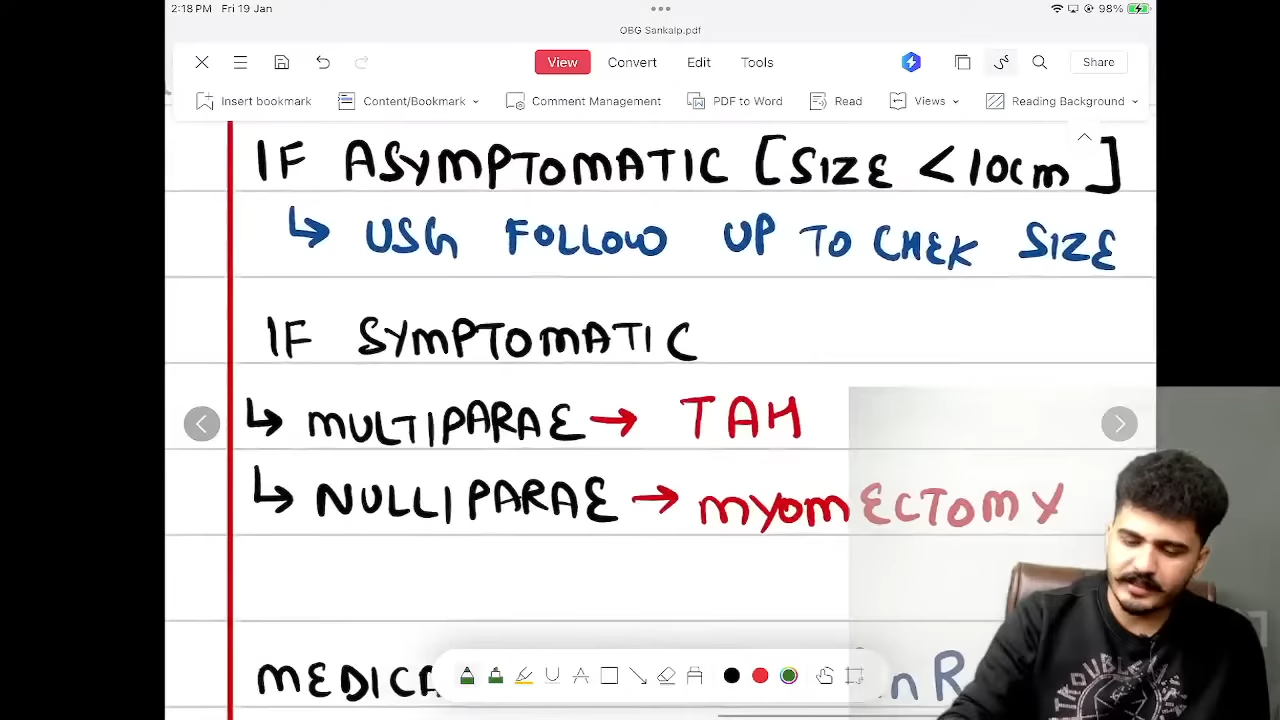 2:18 PM Fri 19 Jan
98%
OBG Sankalp.pdf
View Convert Edit Tools
Share
Insert bookmark Content/Bookmark Comment Management PDF to Word Read Views Reading Background
IF ASYMPTOMATIC [SIZE < 10cm]
↳ USG FOLLOW UP TO CHEK SIZE
IF SYMPTOMATIC
↳ MULTIPARAE → TAH
↳ NULLIPARAE → MYOMECTOMY
MEDICA
nR
TROUBLE